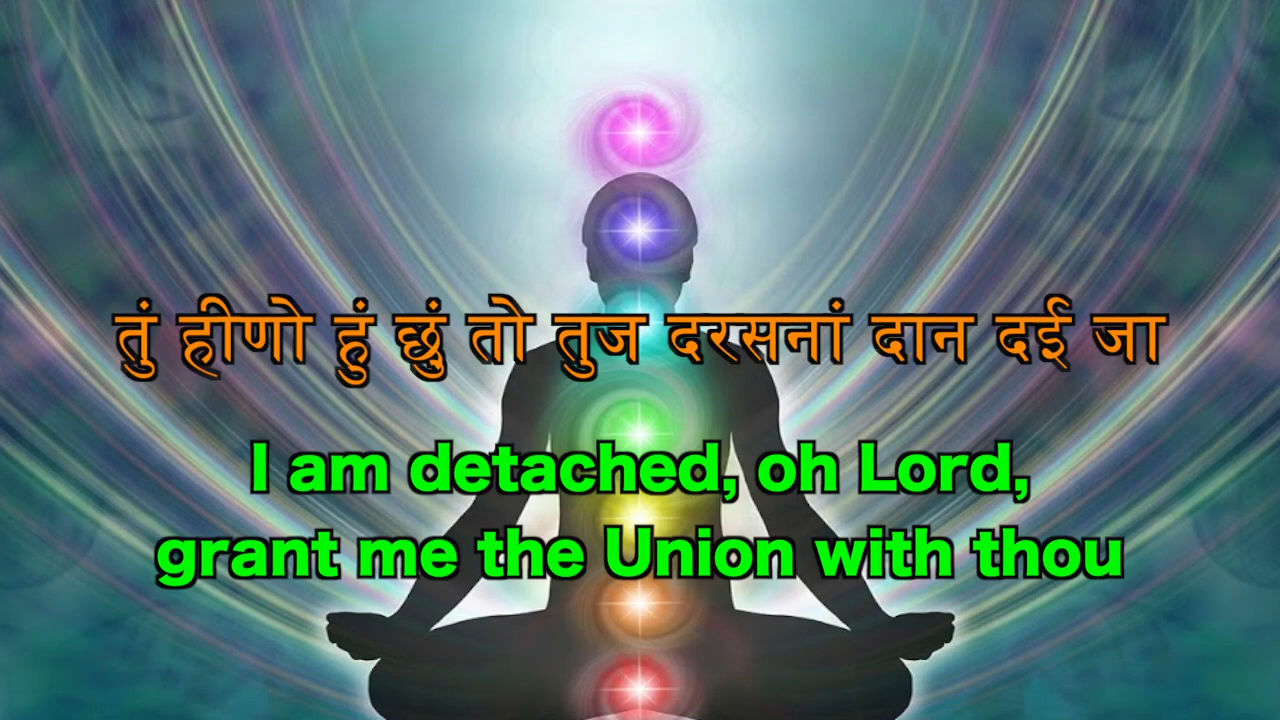 तुं हीणो हुं छुं तो तुज दरसनां दान दई जा
I am detached, oh Lord,
grant me the Union with thou